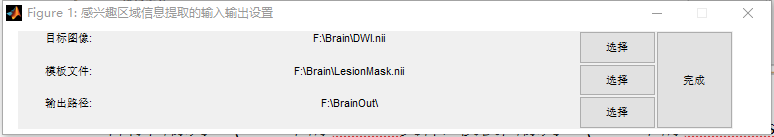 Figure 1: 感兴趣区域信息提取的输入输出设置
目标图像: F:\Brain\DWI.nii 选择
模板文件: F:\Brain\LesionMask.nii 选择 完成
输出路径: F:\BrainOut\ 选择